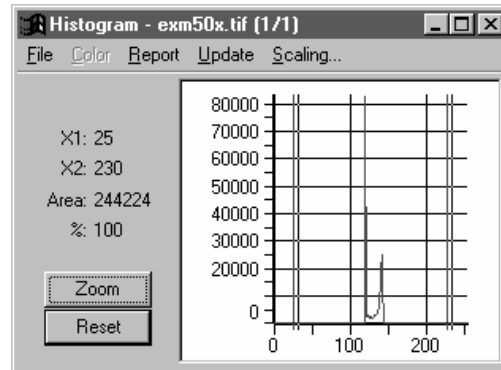 Histogram - exm50x.tif (1/1)
File Color Report Update Scaling...
X1: 25
X2: 230
Area: 244224
%: 100
Zoom
Reset
80000
70000
60000
50000
40000
30000
20000
0
0 100 200